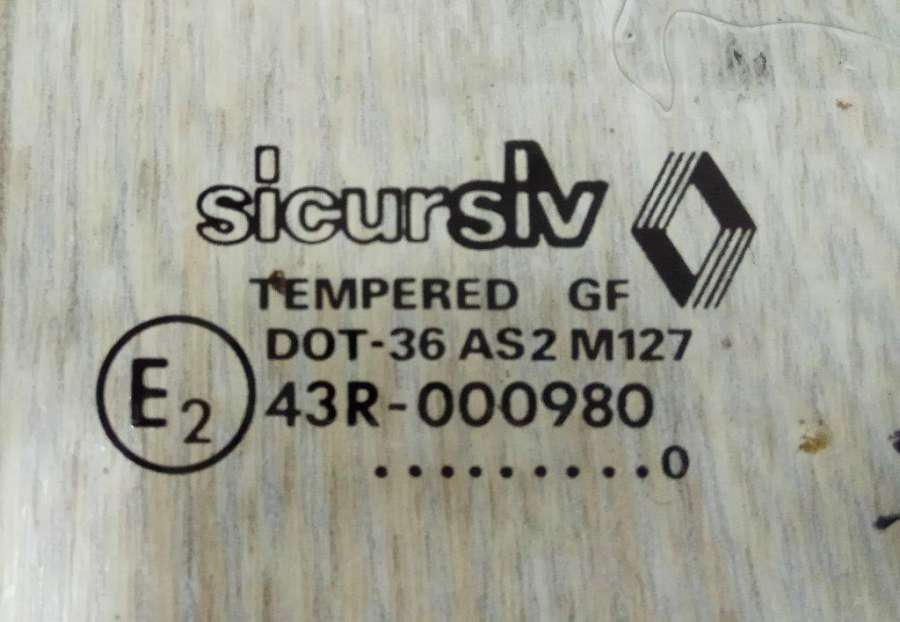 sicursiv
TEMPERED GF
DOT-36 AS2 M127
E2 43R-000980
..........0